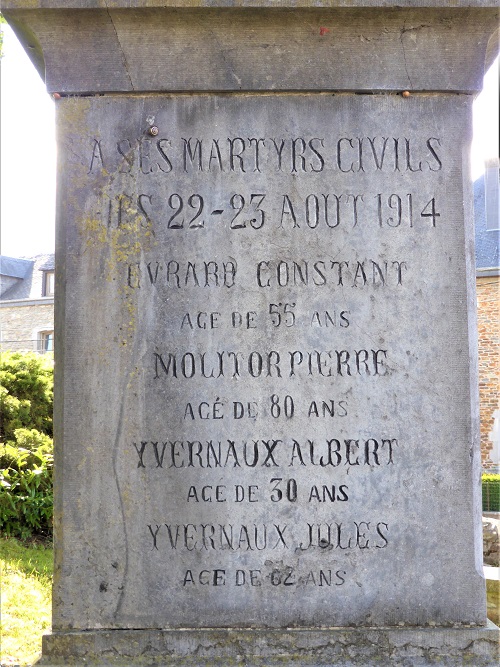 A SES MARTYRS CIVILS
DES 22-23 AOUT 1914
EVRARD CONSTANT
AGE DE 55 ANS
MOLITOR PIERRE
AGÉ DE 80 ANS
YVERNAUX ALBERT
AGE DE 30 ANS
YVERNAUX JULES
AGE DE 62 ANS